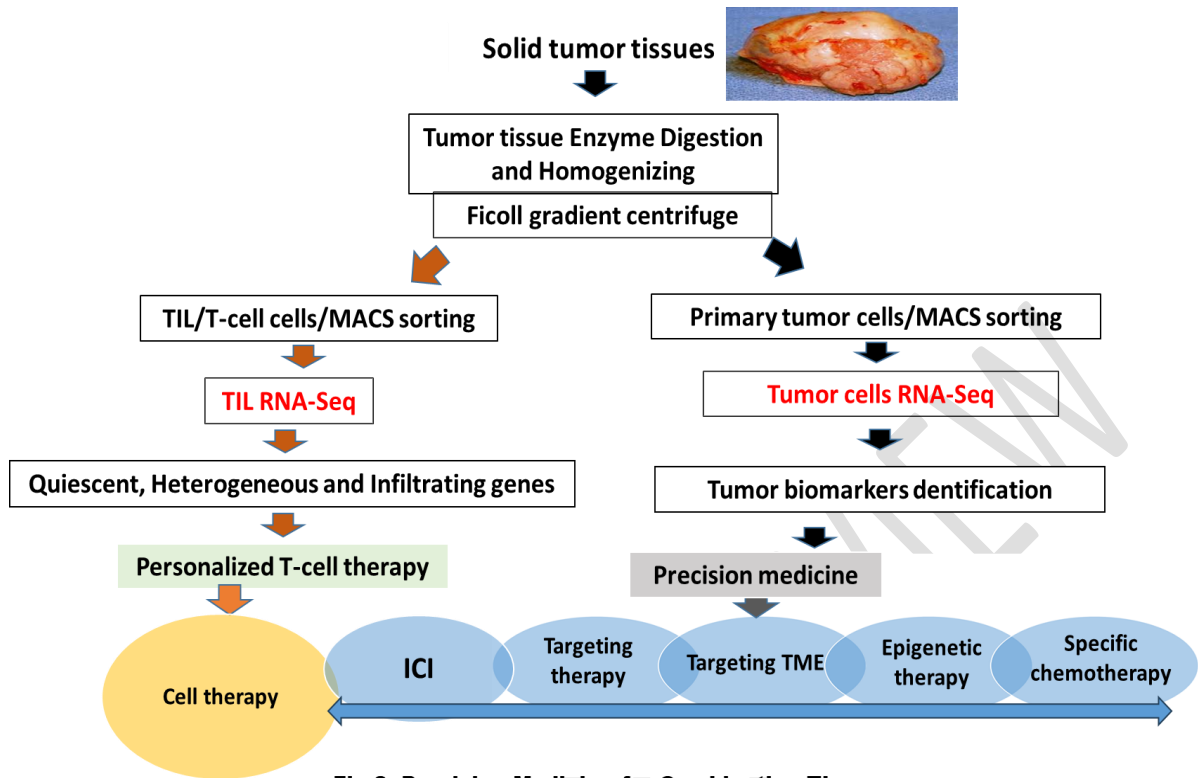 Solid tumor tissues
Tumor tissue Enzyme Digestion
and Homogenizing
Ficoll gradient centrifuge
TIL/T-cell cells/MACS sorting
Primary tumor cells/MACS sorting
TIL RNA-Seq
Tumor cells RNA-Seq
Quiescent, Heterogeneous and Infiltrating genes
Tumor biomarkers dentification
Personalized T-cell therapy
Precision medicine
Cell therapy
ICI
Targeting
therapy
Targeting TME
Epigenetic
therapy
Specific
chemotherapy